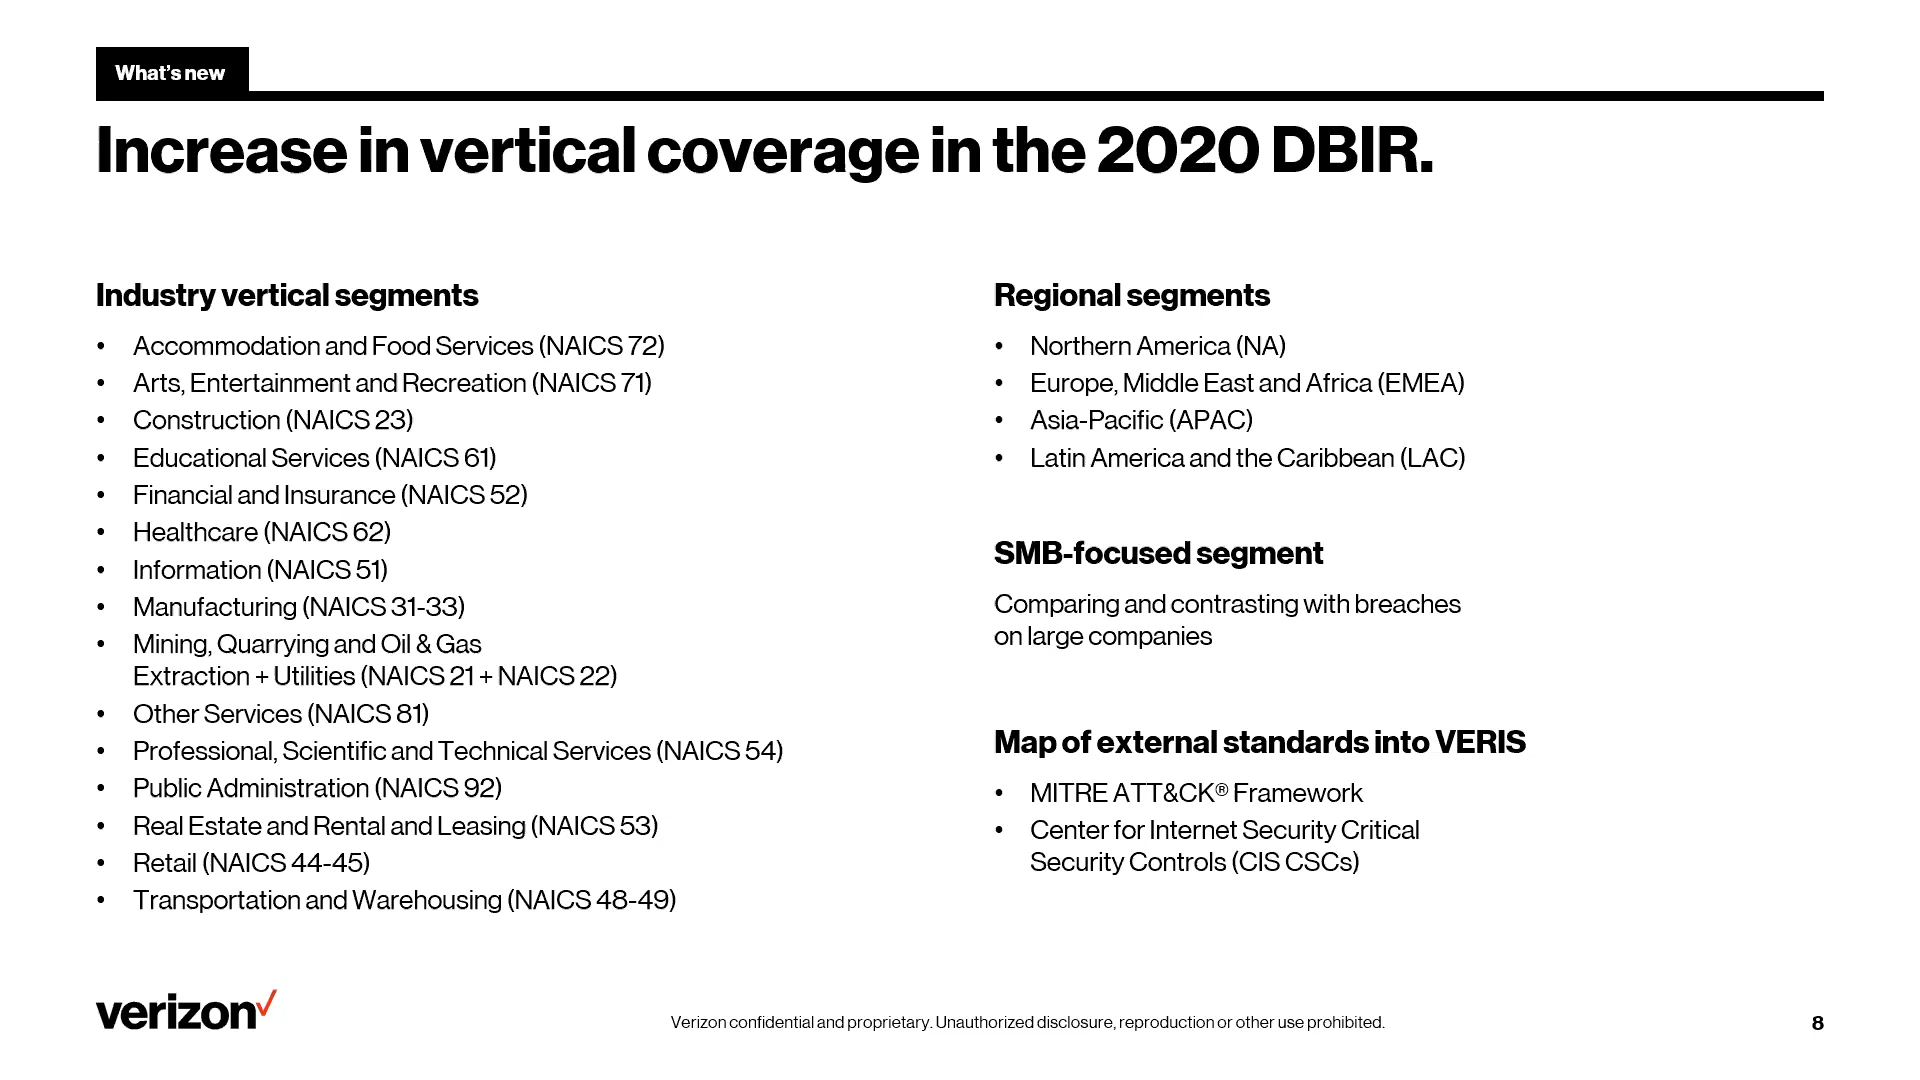 What's new
Increase in vertical coverage in the 2020 DBIR.
Industry vertical segments
• Accommodation and Food Services (NAICS 72)
• Arts, Entertainment and Recreation (NAICS 71)
• Construction (NAICS 23)
• Educational Services (NAICS 61)
• Financial and Insurance (NAICS 52)
• Healthcare (NAICS 62)
• Information (NAICS 51)
• Manufacturing (NAICS 31-33)
• Mining, Quarrying and Oil & Gas
Extraction + Utilities (NAICS 21 + NAICS 22)
• Other Services (NAICS 81)
• Professional, Scientific and Technical Services (NAICS 54)
• Public Administration (NAICS 92)
• Real Estate and Rental and Leasing (NAICS 53)
• Retail (NAICS 44-45)
• Transportation and Warehousing (NAICS 48-49)
Regional segments
• Northern America (NA)
• Europe, Middle East and Africa (EMEA)
• Asia-Pacific (APAC)
• Latin America and the Caribbean (LAC)
SMB-focused segment
Comparing and contrasting with breaches
on large companies
Map of external standards into VERIS
• MITRE ATT&CK® Framework
• Center for Internet Security Critical
Security Controls (CIS CSCs)
verizon
Verizon confidential and proprietary. Unauthorized disclosure, reproduction or other use prohibited.
8